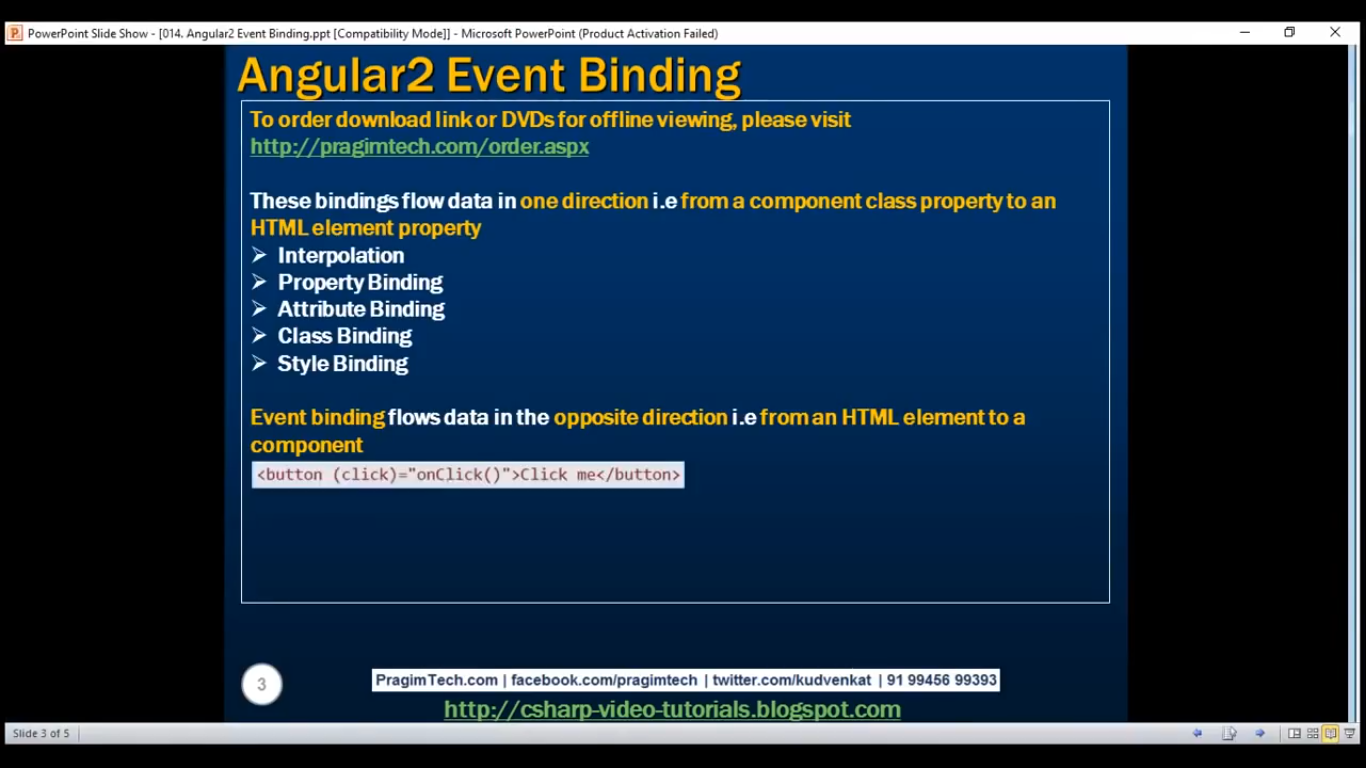 PowerPoint Slide Show - [014. Angular2 Event Binding.ppt [Compatibility Mode]] - Microsoft PowerPoint (Product Activation Failed)
Angular2 Event Binding
To order download link or DVDs for offline viewing, please visit
http://pragimtech.com/order.aspx
These bindings flow data in one direction i.e from a component class property to an
HTML element property
Interpolation
Property Binding
Attribute Binding
Class Binding
Style Binding
Event binding flows data in the opposite direction i.e from an HTML element to a
component
<button (click)="onClick()">Click me</button>
3
PragimTech.com | facebook.com/pragimtech | twitter.com/kudvenkat | 91 99456 99393
http://csharp-video-tutorials.blogspot.com
Slide 3 of 5